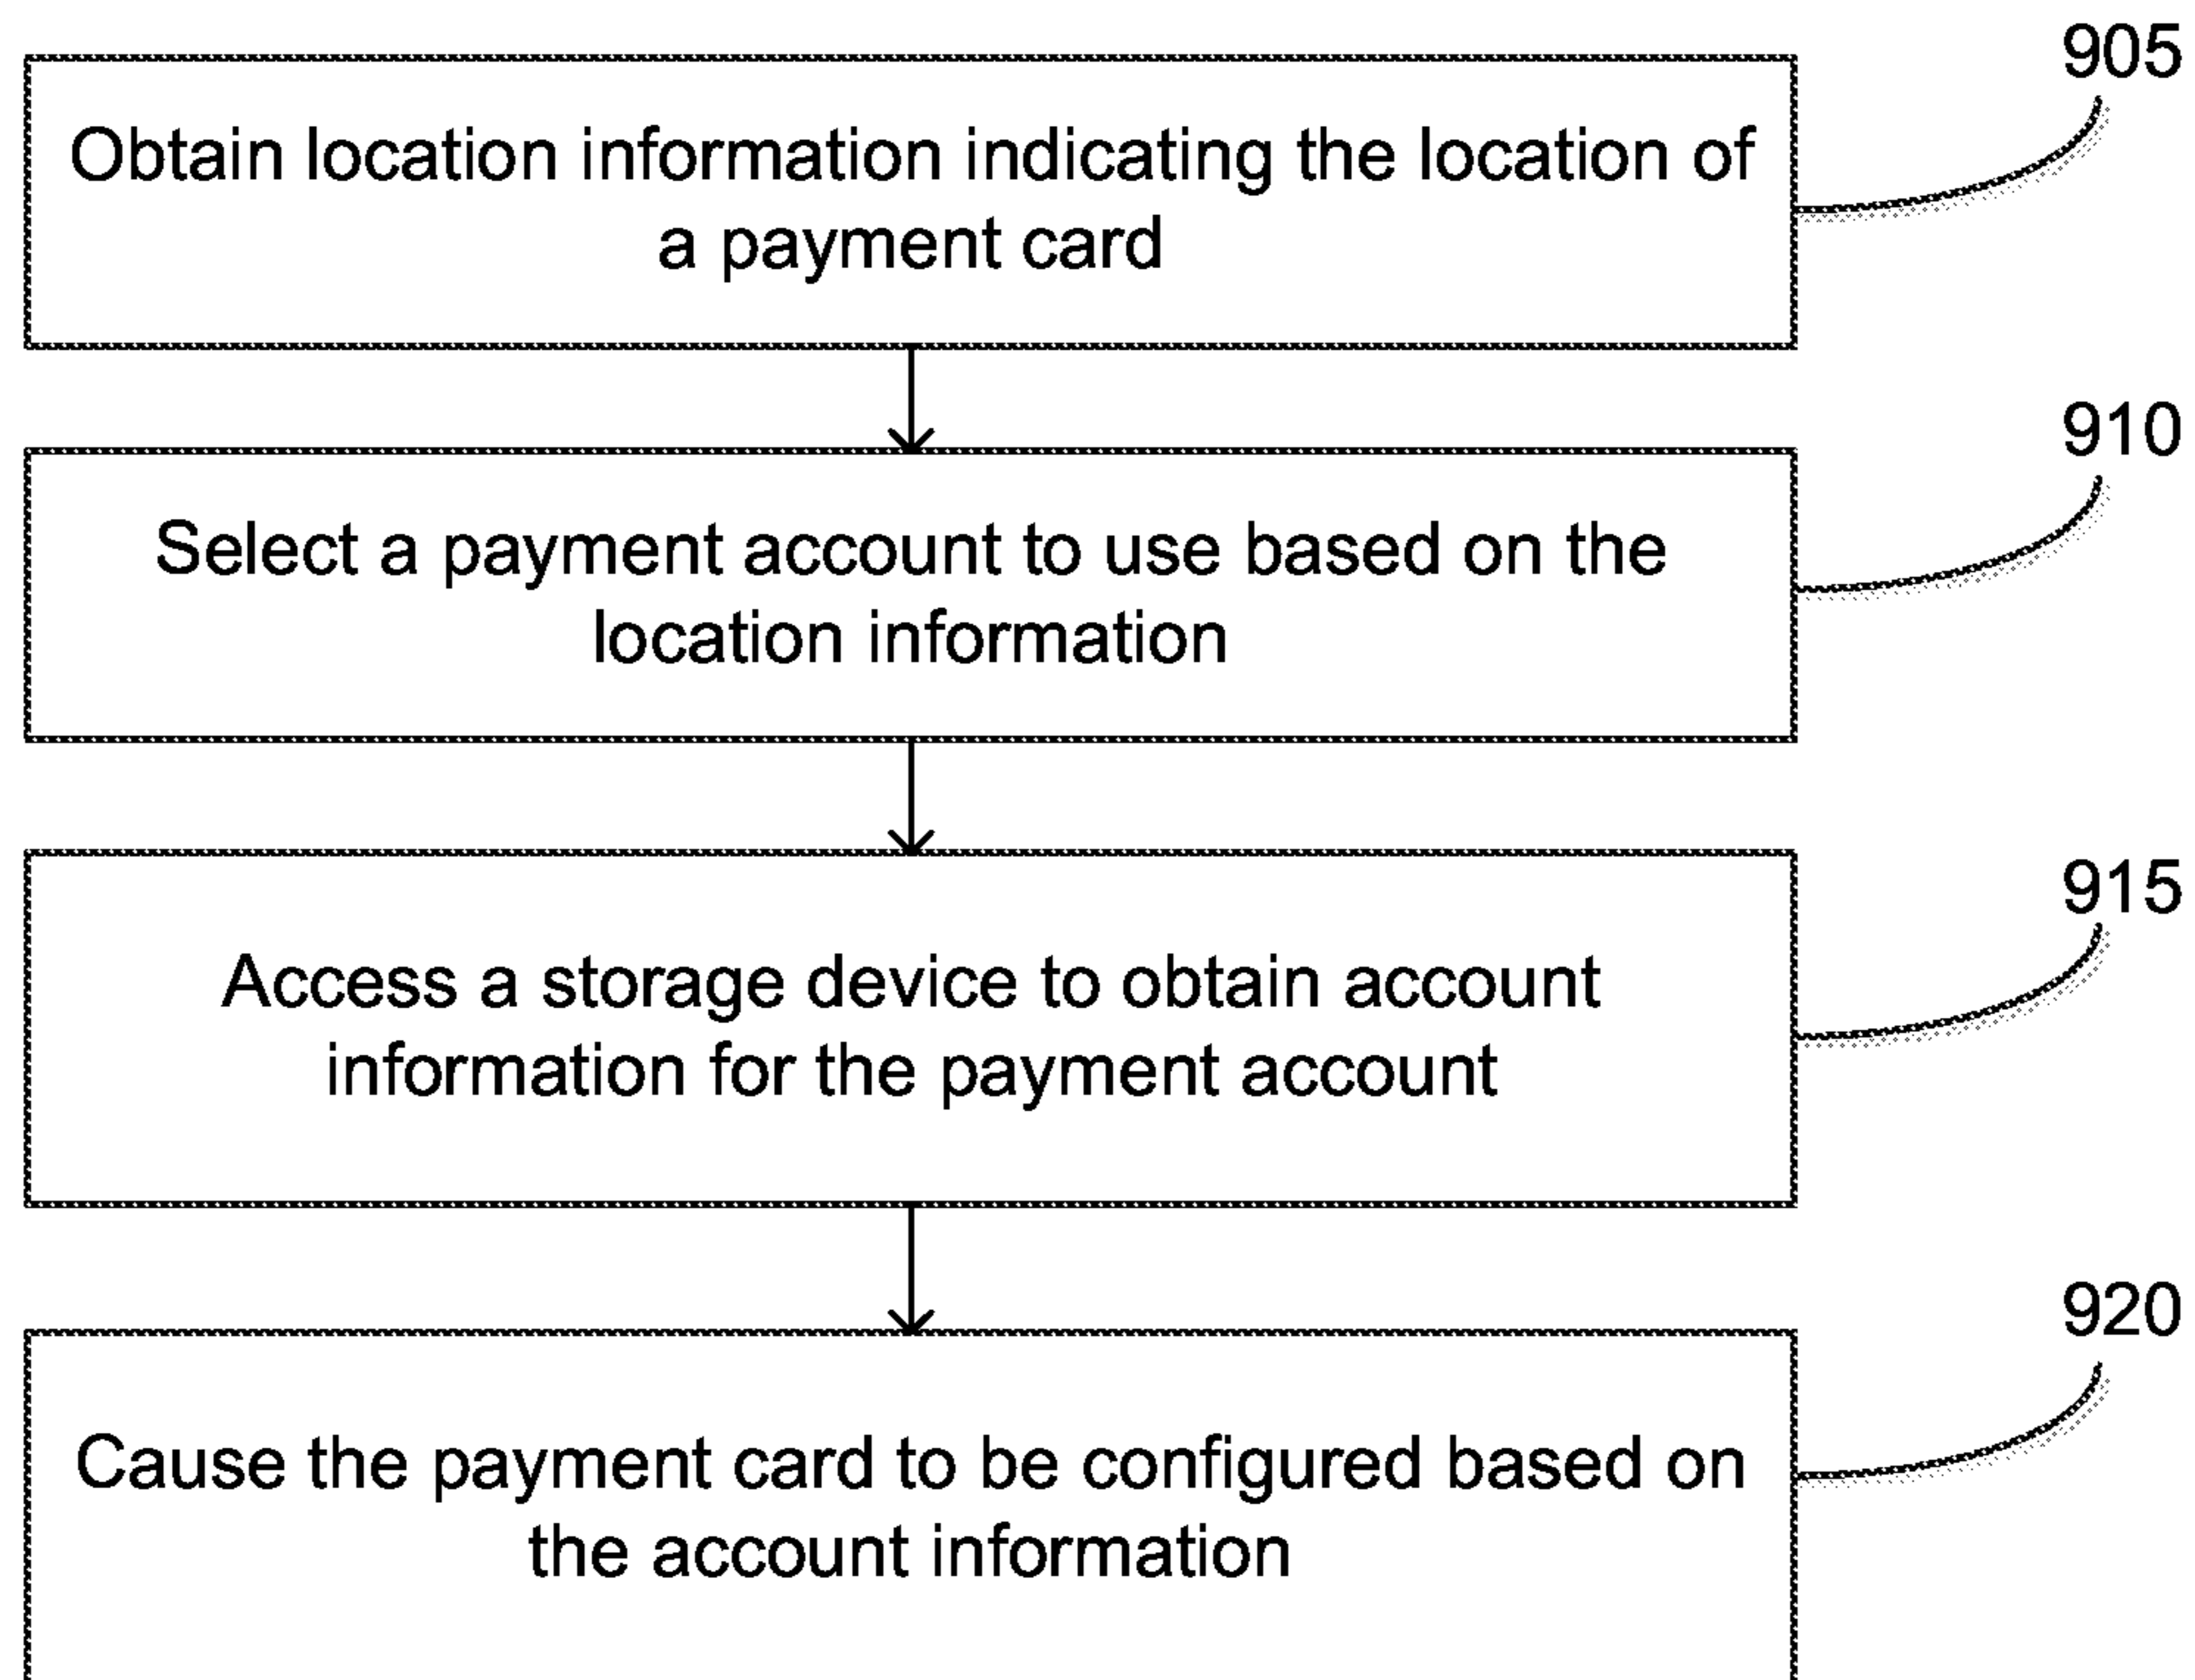 905
Obtain location information indicating the location of
a payment card
910
Select a payment account to use based on the
location information
915
Access a storage device to obtain account
information for the payment account
920
Cause the payment card to be configured based on
the account information